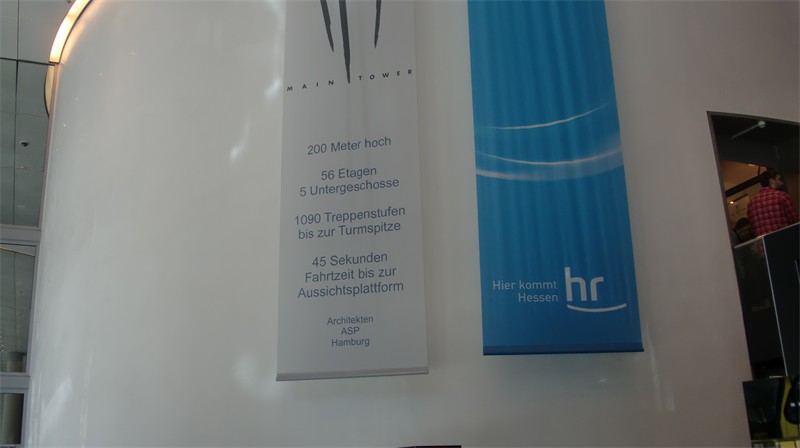 MAIN TOWER
200 Meter hoch
56 Etagen
5 Untergeschosse
1090 Treppenstufen
bis zur Turmspitze
45 Sekunden
Fahrtzeit bis zur
Aussichtsplattform
Architekten
ASP
Hamburg
Hier kommt
Hessen
hr